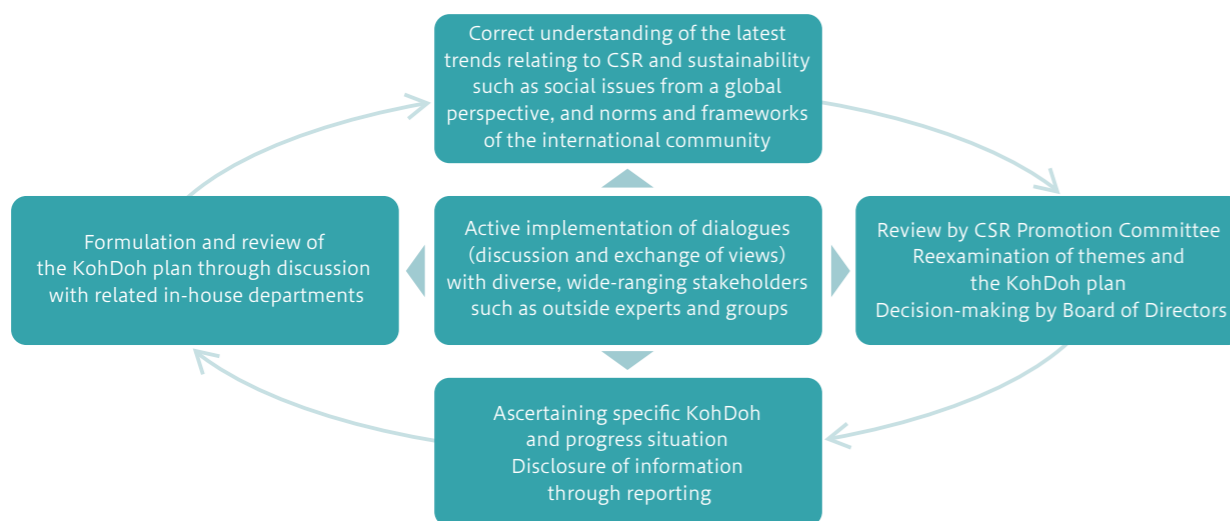 Correct understanding of the latest
trends relating to CSR and sustainability
such as social issues from a global
perspective, and norms and frameworks
of the international community
Formulation and review of
the KohDoh plan through discussion
with related in-house departments
Active implementation of dialogues
(discussion and exchange of views)
with diverse, wide-ranging stakeholders
such as outside experts and groups
Review by CSR Promotion Committee
Reexamination of themes and
the KohDoh plan
Decision-making by Board of Directors
Ascertaining specific KohDoh
and progress situation
Disclosure of information
through reporting